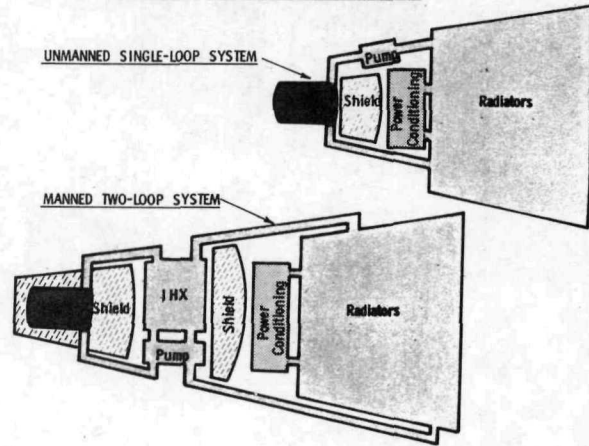 UNMANNED SINGLE-LOOP SYSTEM
Pump
Shield
Power
Conditioning
Radiators
MANNED TWO-LOOP SYSTEM
Shield
IHX
Pump
Shield
Power
Conditioning
Radiators